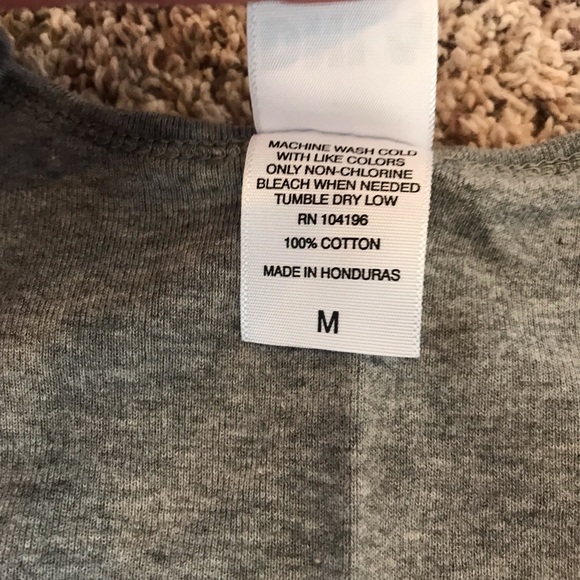 MACHINE WASH COLD
WITH LIKE COLORS
ONLY NON-CHLORINE
BLEACH WHEN NEEDED
TUMBLE DRY LOW
RN 104196
100% COTTON
MADE IN HONDURAS
M